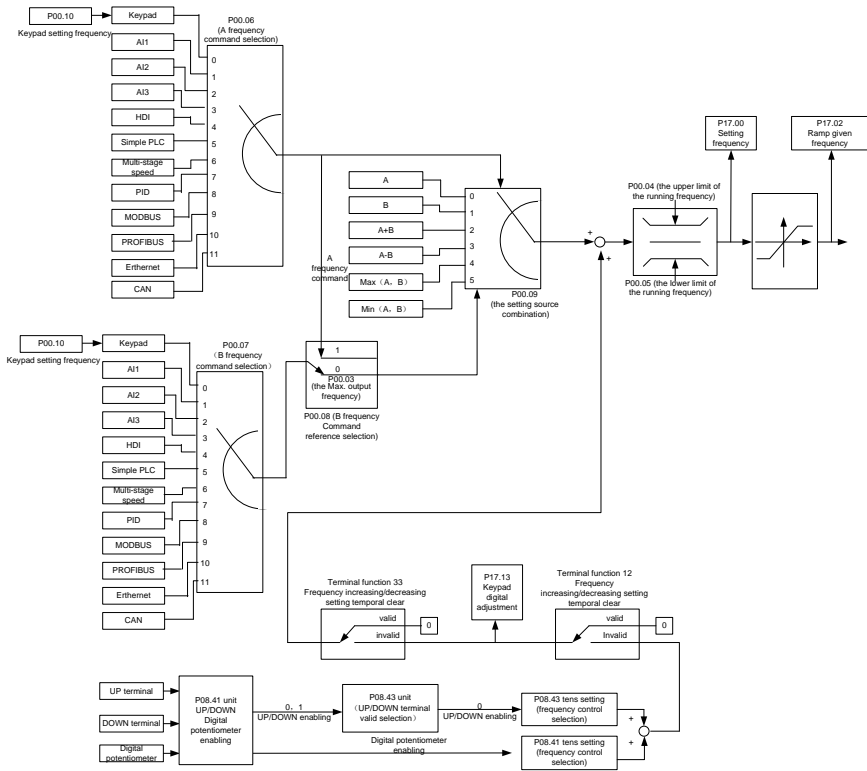 P00.10
Keypad setting frequency
Keypad
AI1
AI2
AI3
HDI
Simple PLC
Multi-stage
speed
PID
MODBUS
PROFIBUS
Erthernet
CAN
P00.06
(A frequency
command selection)
0
1
2
3
4
5
6
7
8
9
10
11
A
frequency
command
A
B
A+B
A-B
Max（A，B）
Min（A，B）
0
1
2
3
4
5
P00.09
(the setting source
combination)
+
+
P00.04 (the upper limit of
the running frequency)
P00.05 (the lower limit of
the running frequency)
P17.00
Setting
frequency
P17.02
Ramp given
frequency
P00.10
Keypad setting frequency
Keypad
AI1
AI2
AI3
HDI
Simple PLC
Multi-stage
speed
PID
MODBUS
PROFIBUS
Erthernet
CAN
P00.07
（B frequency
command selection）
0
1
2
3
4
5
6
7
8
9
10
11
1
0
P00.03
(the Max. output
frequency)
P00.08 (B frequency
Command
reference selection)
Terminal function 33
Frequency increasing/decreasing
setting temporal clear
valid
invalid
0
P17.13
Keypad
digital
adjustment
Terminal function 12
Frequency
increasing/decreasing setting
temporal clear
valid
Invalid
0
UP terminal
DOWN terminal
Digital
potentiometer
P08.41 unit
UP/DOWN
Digital
potentiometer
enabling
0，1
UP/DOWN enabling
P08.43 unit
（UP/DOWN terminal
valid selection）
0
UP/DOWN enabling
P08.43 tens setting
(frequency control
selection)
+
Digital potentiometer
enabling
P08.41 tens setting
(frequency control
selection)
+